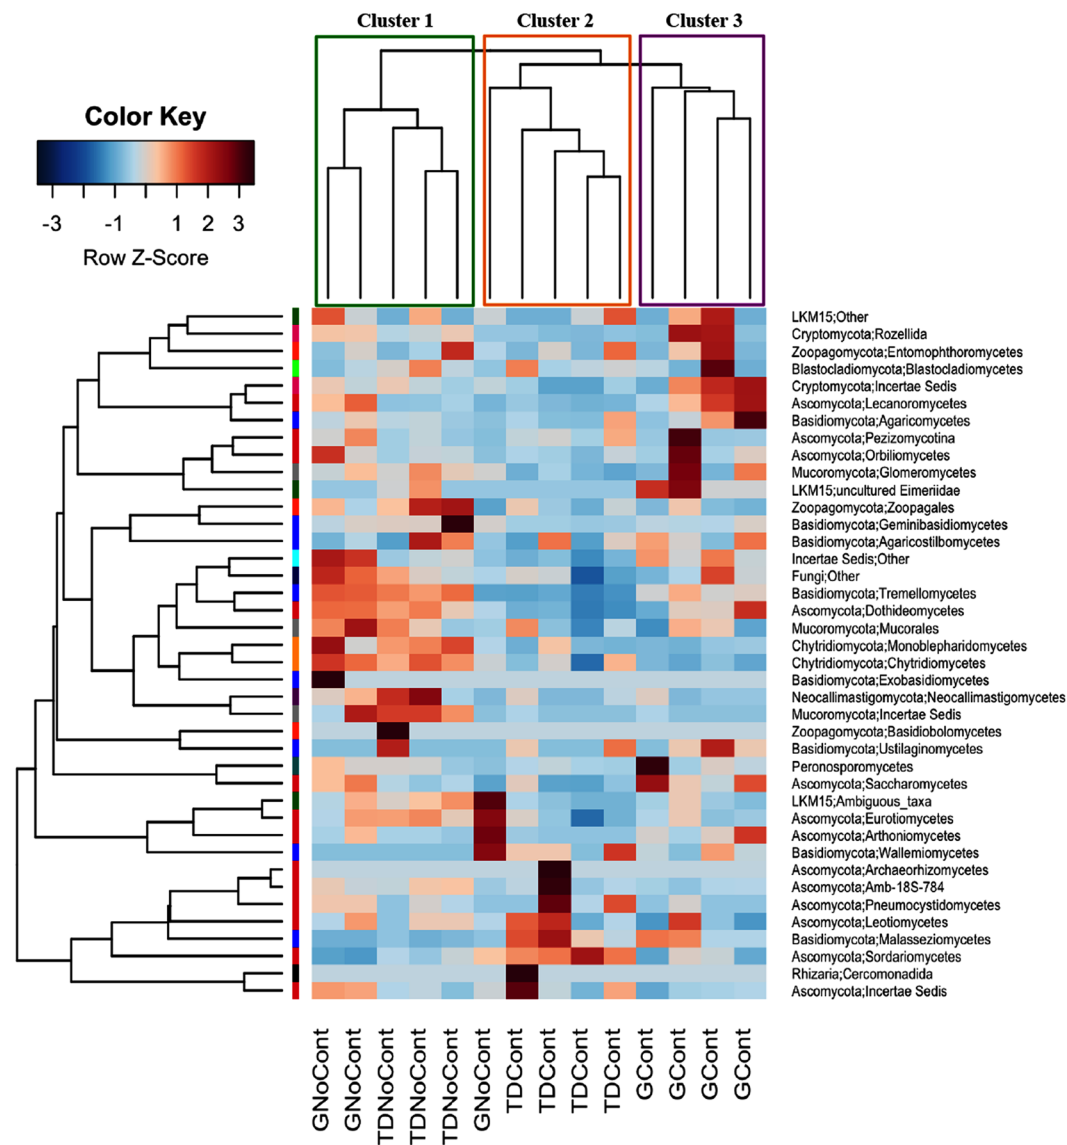 Cluster 1
Cluster 2
Cluster 3
Color Key
-3 -1 1 2 3
Row Z-Score
LKM15;Other
Cryptomycota;Rozellida
Zoopagomycota;Entomophthoromycetes
Blastocladiomycota;Blastocladiomycetes
Cryptomycota;Incertae Sedis
Ascomycota;Lecanoromycetes
Basidiomycota;Agaricomycetes
Ascomycota;Pezizomycotina
Ascomycota;Orbiliomycetes
Mucoromycota;Glomeromycetes
LKM15;uncultured Eimeriidae
Zoopagomycota;Zoopagales
Basidiomycota;Geminibasidiomycetes
Basidiomycota;Agaricostilbomycetes
Incertae Sedis;Other
Fungi;Other
Basidiomycota;Tremellomycetes
Ascomycota;Dothideomycetes
Mucoromycota;Mucorales
Chytridiomycota;Monoblepharidomycetes
Chytridiomycota;Chytridiomycetes
Basidiomycota;Exobasidiomycetes
Neocallimastigomycota;Neocallimastigomycetes
Mucoromycota;Incertae Sedis
Zoopagomycota;Basidiobolomycetes
Basidiomycota;Ustilaginomycetes
Peronosporomycetes
Ascomycota;Saccharomycetes
LKM15;Ambiguous_taxa
Ascomycota;Eurotiomycetes
Ascomycota;Arthoniomycetes
Basidiomycota;Wallemiomycetes
Ascomycota;Archaeorhizomycetes
Ascomycota;Amb-18S-784
Ascomycota;Pneumocystidomycetes
Ascomycota;Leotiomycetes
Basidiomycota;Malasseziomycetes
Ascomycota;Sordariomycetes
Rhizaria;Cercomonadida
Ascomycota;Incertae Sedis
GNoCont
GNoCont
TDNoCont
TDNoCont
TDNoCont
GNoCont
TDCont
TDCont
TDCont
TDCont
GCont
GCont
GCont
GCont